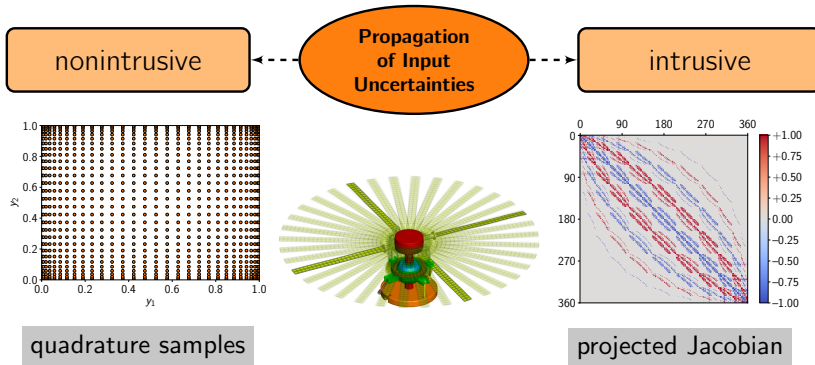 Propagation
of Input
Uncertainties
nonintrusive
intrusive
1.0
0.8
0.6
0.4
0.2
0.0
y₂
0.0 0.2 0.4 0.6 0.8 1.0
y₁
0 90 180 270 360
0
90
180
270
360
+1.00
+0.75
+0.50
+0.25
0.00
−0.25
−0.50
−0.75
−1.00
quadrature samples
projected Jacobian